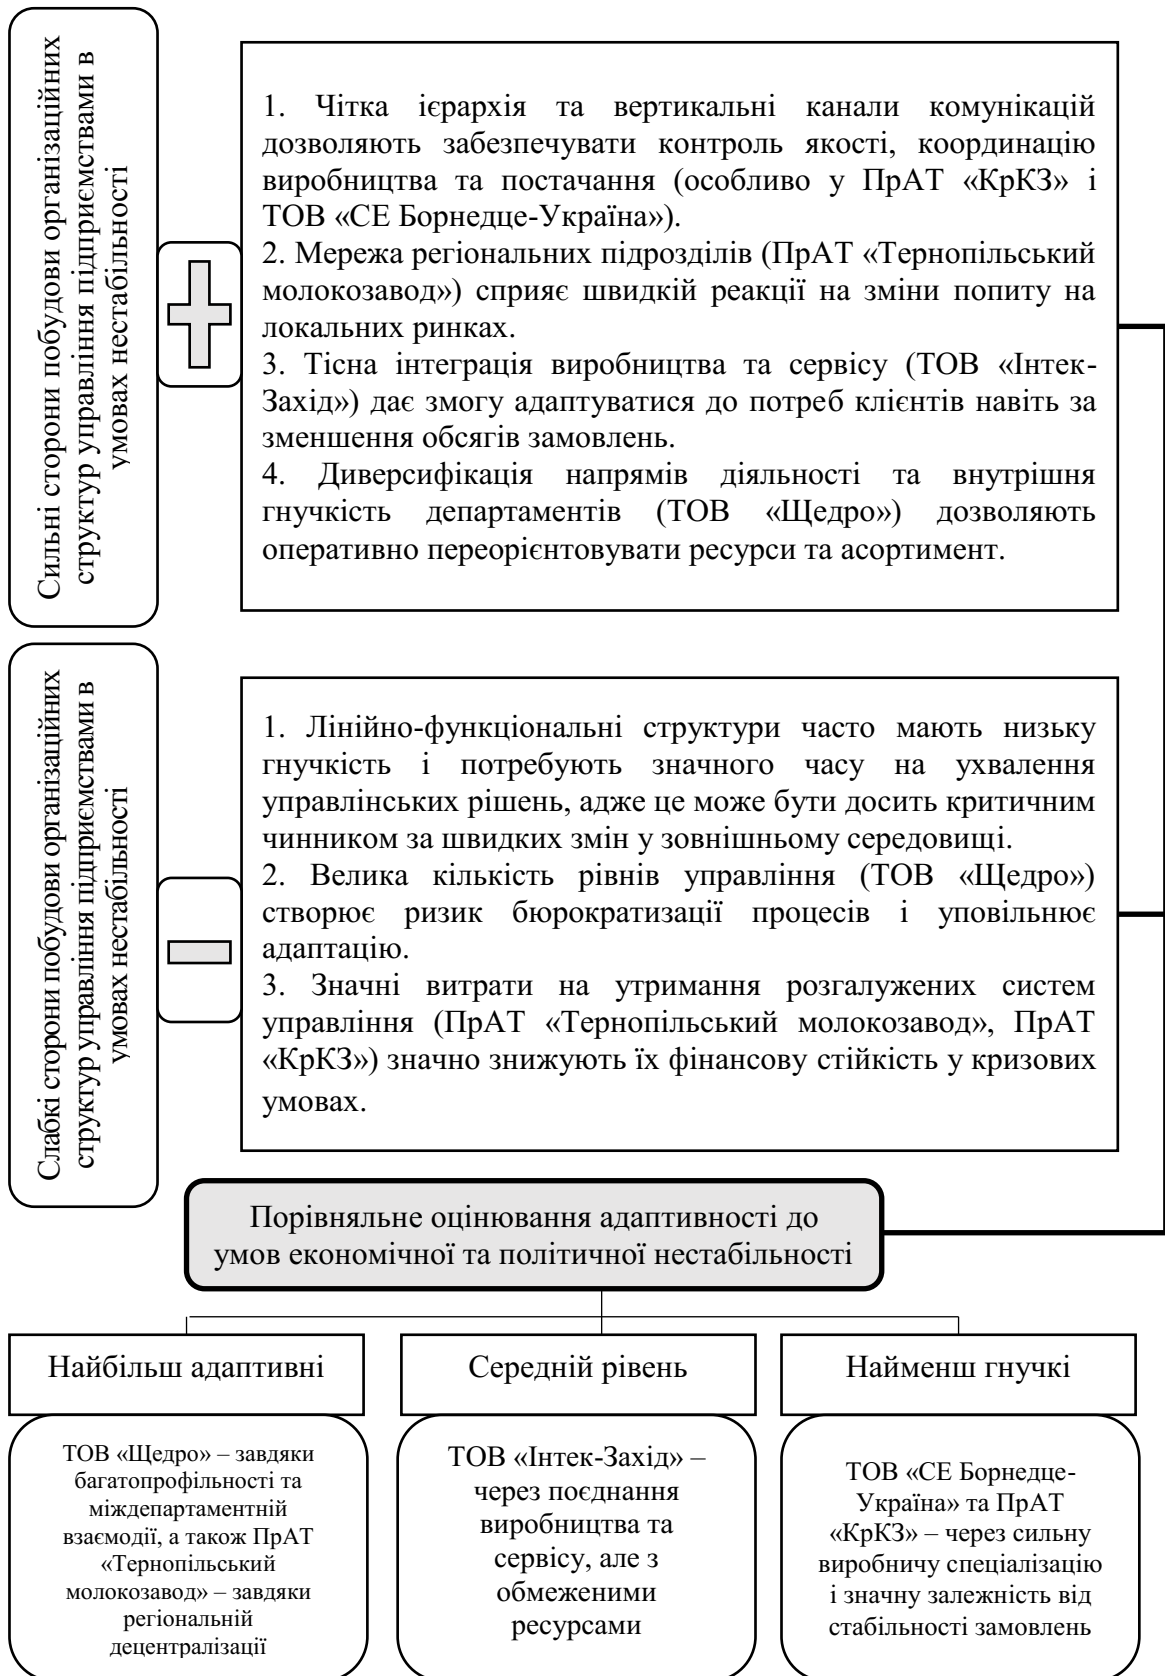 Сильні сторони побудови організаційних
структур управління підприємствами в
умовах нестабільності
1. Чітка ієрархія та вертикальні канали комунікацій
дозволяють забезпечувати контроль якості, координацію
виробництва та постачання (особливо у ПрАТ «КрКЗ» і
ТОВ «СЕ Борнедце-Україна»).
2. Мережа регіональних підрозділів (ПрАТ «Тернопільський
молокозавод») сприяє швидкій реакції на зміни попиту на
локальних ринках.
3. Тісна інтеграція виробництва та сервісу (ТОВ «Інтек-
Захід») дає змогу адаптуватися до потреб клієнтів навіть за
зменшення обсягів замовлень.
4. Диверсифікація напрямів діяльності та внутрішня
гнучкість департаментів (ТОВ «Щедро») дозволяють
оперативно переорієнтовувати ресурси та асортимент.
Слабкі сторони побудови організаційних
структур управління підприємствами в
умовах нестабільності
1. Лінійно-функціональні структури часто мають низьку
гнучкість і потребують значного часу на ухвалення
управлінських рішень, адже це може бути досить критичним
чинником за швидких змін у зовнішньому середовищі.
2. Велика кількість рівнів управління (ТОВ «Щедро»)
створює ризик бюрократизації процесів і уповільнює
адаптацію.
3. Значні витрати на утримання розгалужених систем
управління (ПрАТ «Тернопільський молокозавод», ПрАТ
«КрКЗ») значно знижують їх фінансову стійкість у кризових
умовах.
Порівняльне оцінювання адаптивності до
умов економічної та політичної нестабільності
Найбільш адаптивні
ТОВ «Щедро» – завдяки
багатопрофільності та
міждепартаментній
взаємодії, а також ПрАТ
«Тернопільський
молокозавод» – завдяки
регіональній
децентралізації
Середній рівень
ТОВ «Інтек-Захід» –
через поєднання
виробництва та
сервісу, але з
обмеженими
ресурсами
Найменш гнучкі
ТОВ «СЕ Борнедце-
Україна» та ПрАТ
«КрКЗ» – через сильну
виробничу спеціалізацію
і значну залежність від
стабільності замовлень